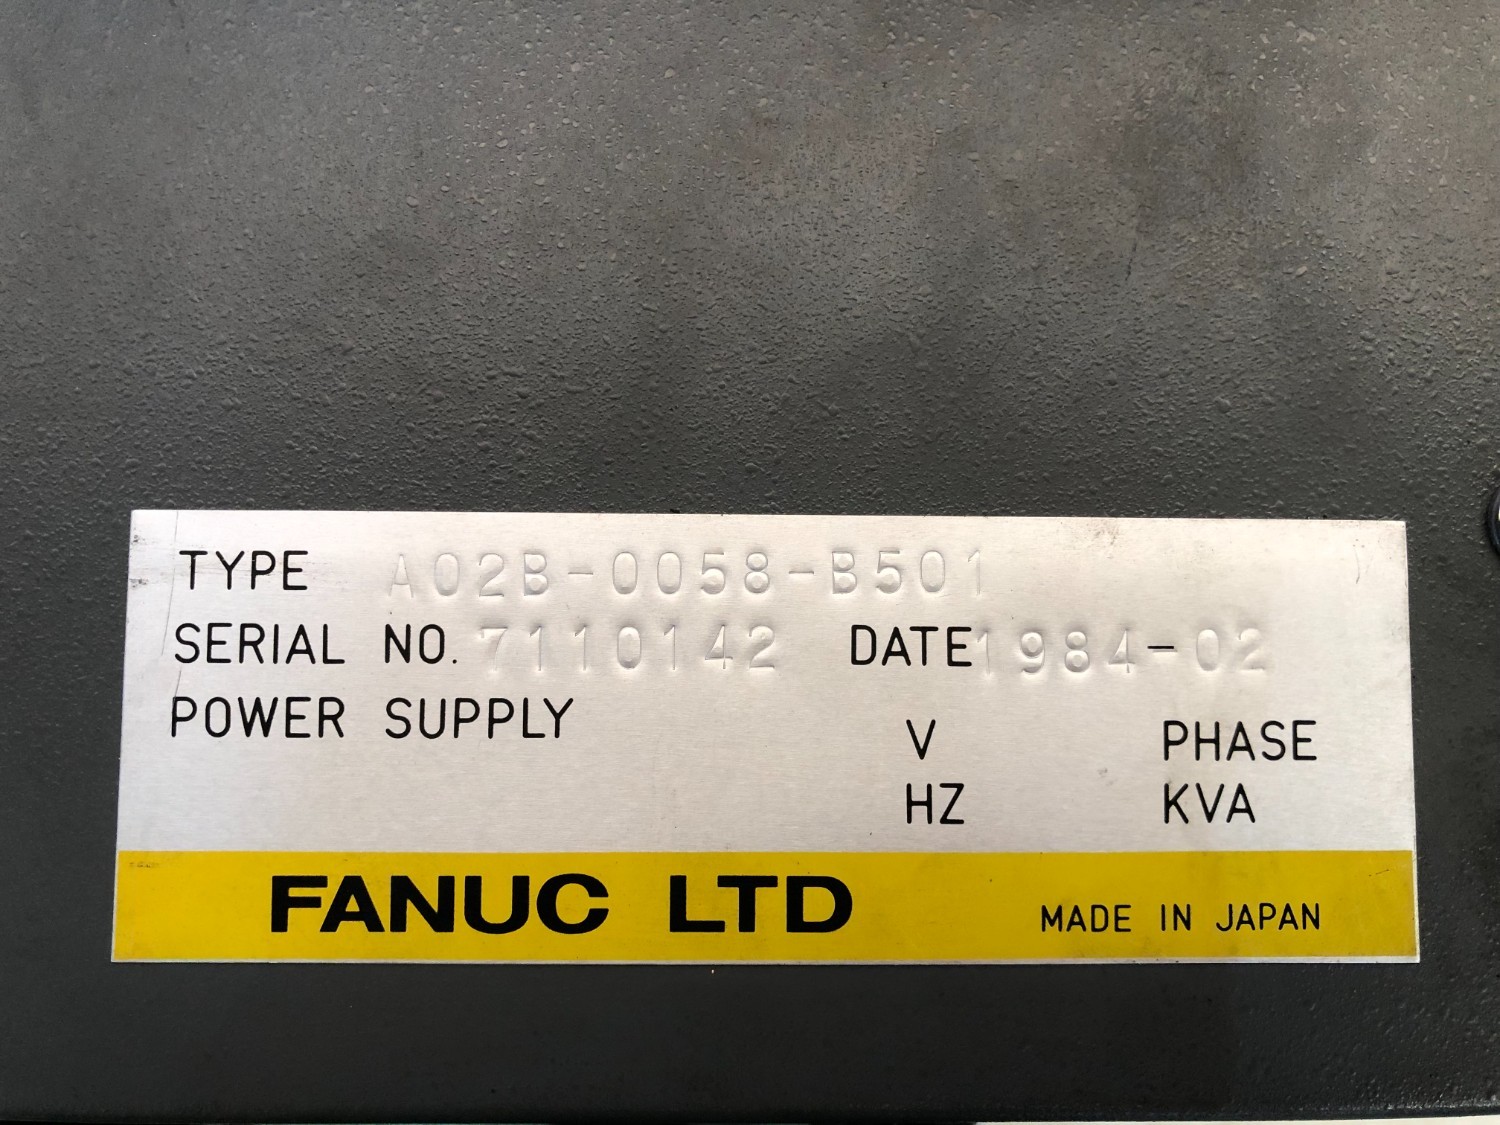 TYPE A02B-0058-B501
SERIAL NO. 7110142 DATE 1984-02
POWER SUPPLY
V PHASE
HZ KVA
FANUC LTD MADE IN JAPAN